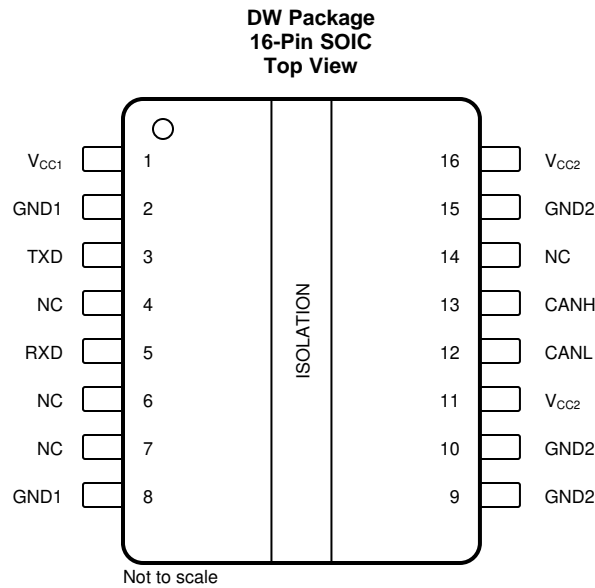 DW Package
16-Pin SOIC
Top View
VCC1 1 16 VCC2
GND1 2 15 GND2
TXD 3 14 NC
NC 4 13 CANH
RXD 5 12 CANL
NC 6 11 VCC2
NC 7 10 GND2
GND1 8 9 GND2
ISOLATION
Not to scale